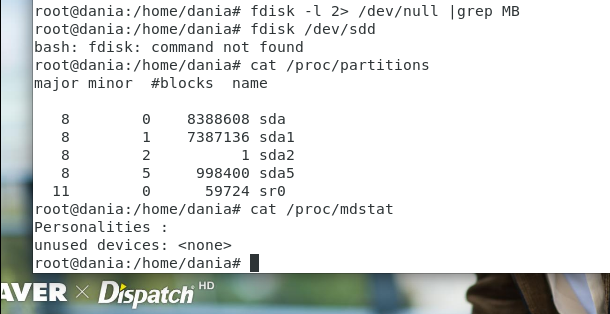 root@dania:/home/dania# fdisk -l 2> /dev/null |grep MB
root@dania:/home/dania# fdisk /dev/sdd
bash: fdisk: command not found
root@dania:/home/dania# cat /proc/partitions
major minor  #blocks  name
   8        0    8388608 sda
   8        1    7387136 sda1
   8        2          1 sda2
   8        5     998400 sda5
  11        0      59724 sr0
root@dania:/home/dania# cat /proc/mdstat
Personalities :
unused devices: <none>
root@dania:/home/dania#
AVER × Dispatch HD